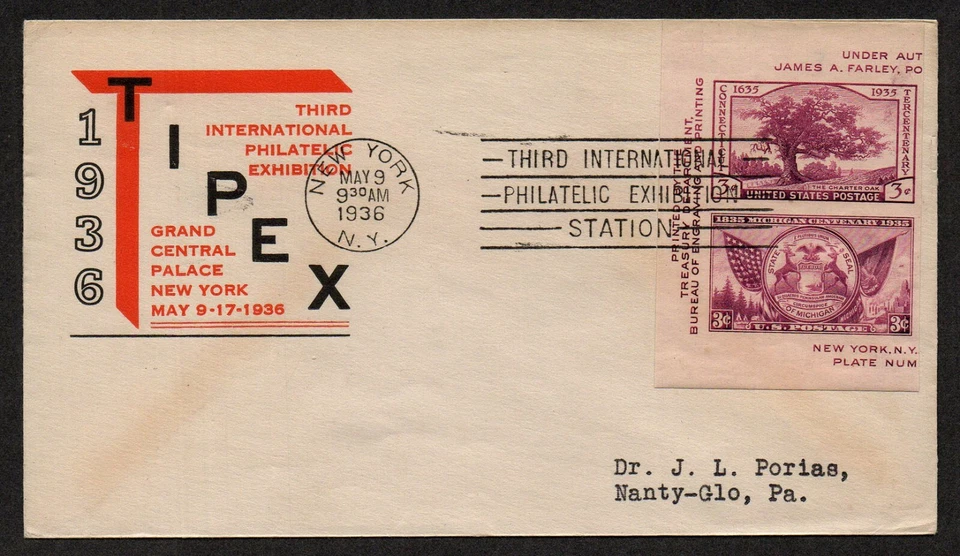 1936
TIPEX
THIRD
INTERNATIONAL
PHILATELIC
EXHIBITION
GRAND
CENTRAL
PALACE
NEW YORK
MAY 9-17-1936
NEW YORK
MAY 9
9 30 AM
1936
N.Y.
THIRD INTERNATIONAL
PHILATELIC EXHIBITION
STATION
PRINTED BY THE
TREASURY DEPARTMENT,
BUREAU OF ENGRAVING AND PRINTING
UNDER AUT
JAMES A. FARLEY, PO
1635 1935
CONNECTICUT
TERCENTENARY
THE CHARTER OAK
3¢ UNITED STATES POSTAGE 3¢
1835 MICHIGAN CENTENARY 1935
STATE SEAL
OF MICHIGAN
CIRCUMSPICE
3¢ U.S. POSTAGE 3¢
NEW YORK, N.Y.
PLATE NUM
Dr. J. L. Porias,
Nanty-Glo, Pa.